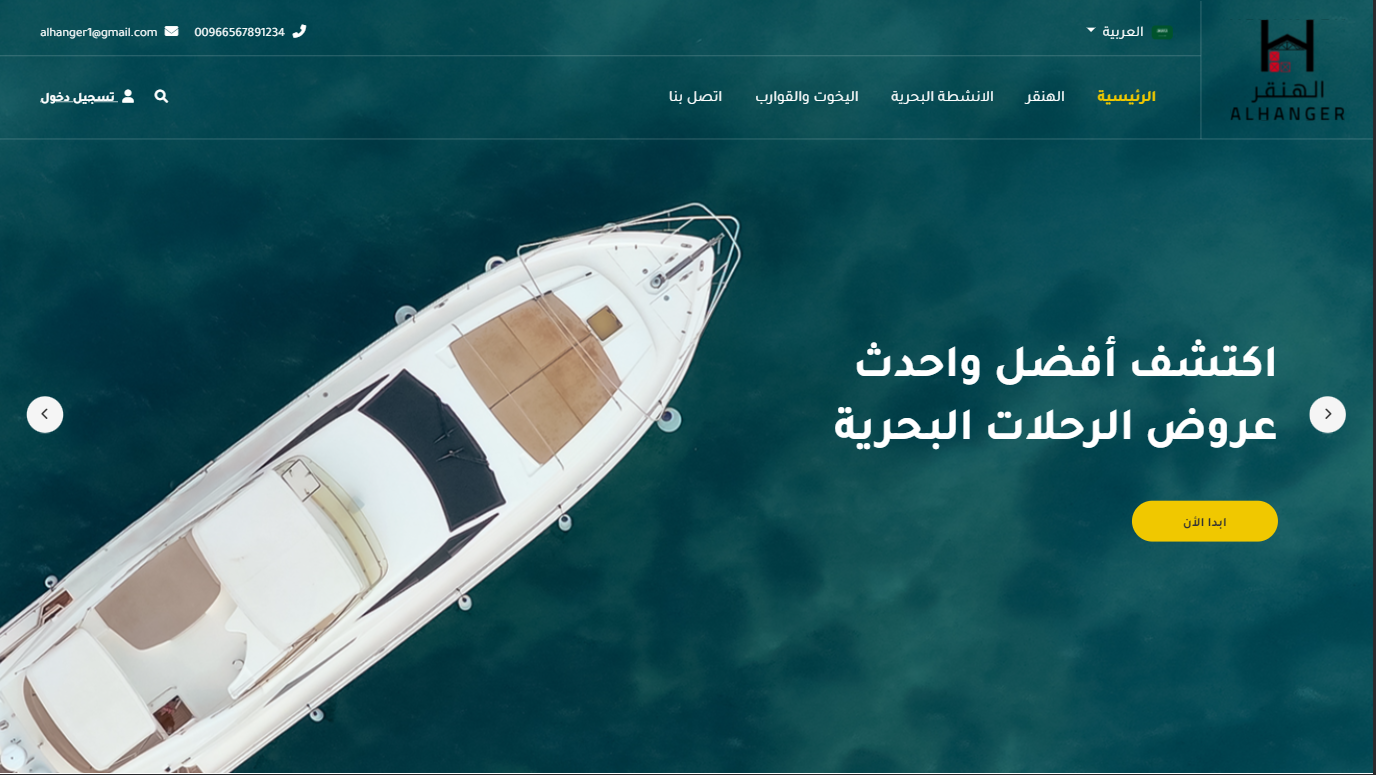 الهنقر
ALHANGER
العربية
00966567891234
alhanger1@gmail.com
الرئيسية
الهنقر
الانشطة البحرية
اليخوت والقوارب
اتصل بنا
تسجيل دخول
اكتشف أفضل واحدث
عروض الرحلات البحرية
ابدا الأن